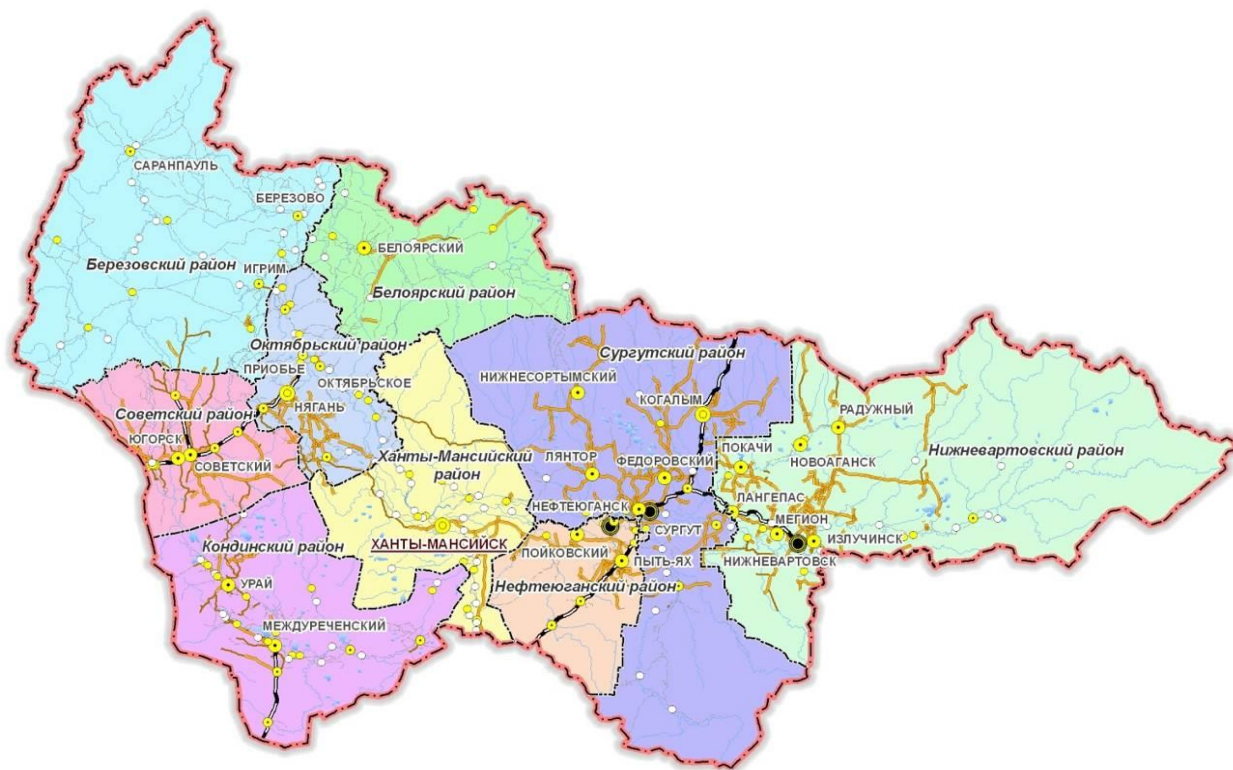 САРАНПАУЛЬ
БЕРЕЗОВО
БЕЛОЯРСКИЙ
Березовский район
ИГРИМ
Белоярский район
Октябрьский район
Сургутский район
ПРИОБЬЕ
ОКТЯБРЬСКОЕ
НИЖНЕСОРТЫМСКИЙ
КОГАЛЫМ
РАДУЖНЫЙ
Советский район
НЯГАНЬ
ЮГОРСК
СОВЕТСКИЙ
Ханты-Мансийский
район
ЛЯНТОР
ФЕДОРОВСКИЙ
ПОКАЧИ
НОВОАГАНСК
Нижневартовский район
ЛАНГЕПАС
НЕФТЕЮГАНСК
МЕГИОН
СУРГУТ
ИЗЛУЧИНСК
Кондинский район
ХАНТЫ-МАНСИЙСК
ПОЙКОВСКИЙ
ПЫТЬ-ЯХ
НИЖНЕВАРТОВСК
УРАЙ
Нефтеюганский район
МЕЖДУРЕЧЕНСКИЙ